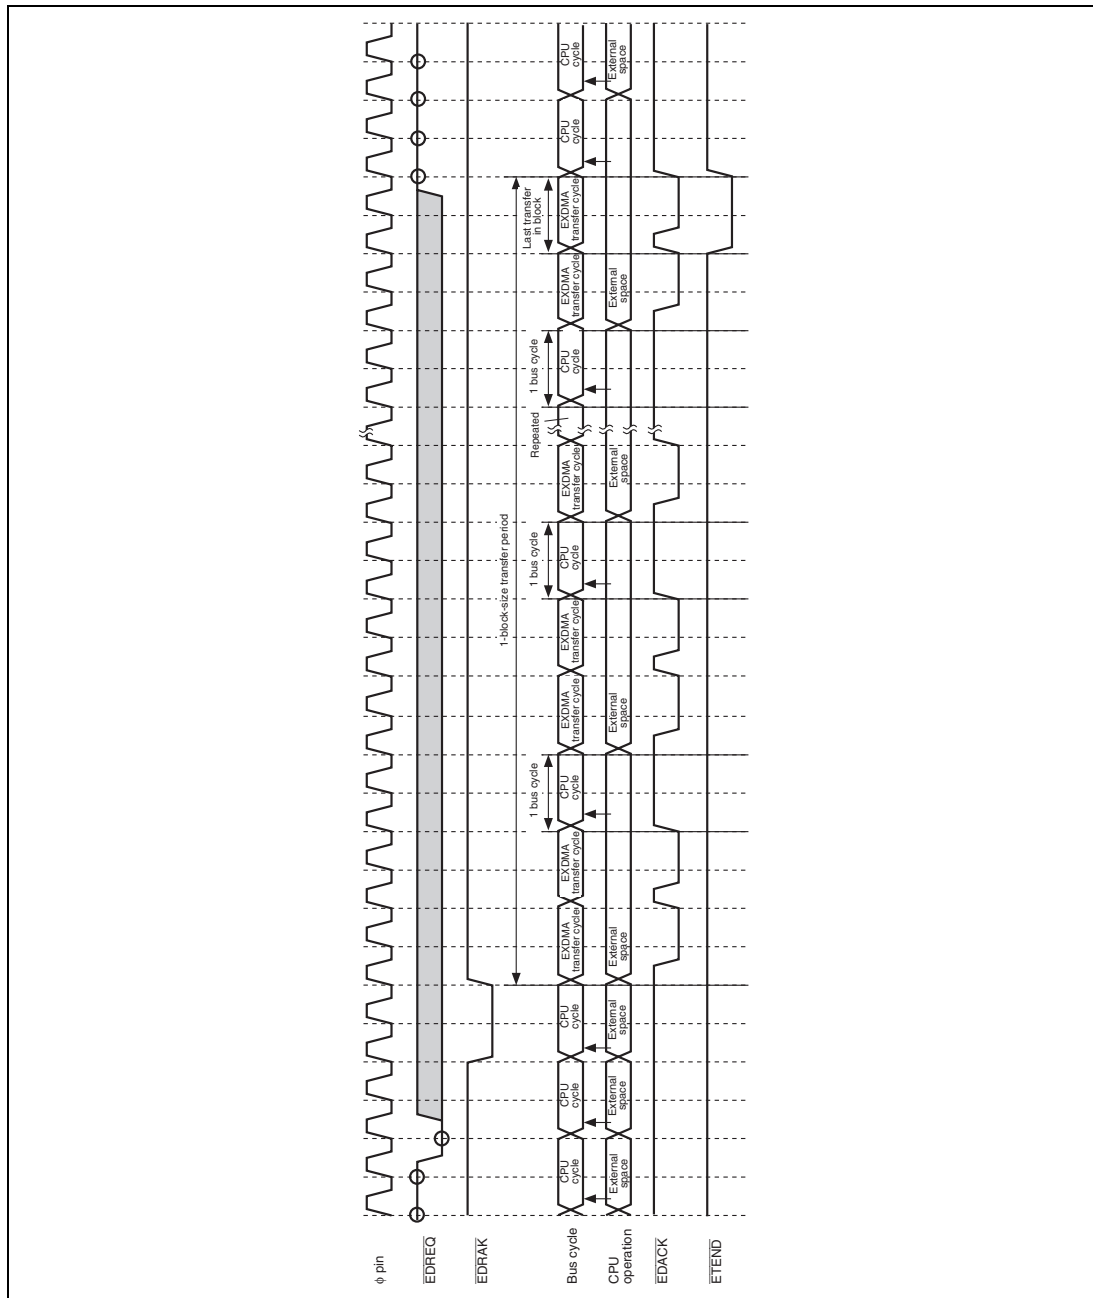 φ pin
EDREQ
EDRAK
1-block-size transfer period
Last transfer
in block
1 bus cycle
1 bus cycle
Repeated
1 bus cycle
Bus cycle
CPU
cycle
CPU
cycle
CPU
cycle
EXDMA
transfer cycle
EXDMA
transfer cycle
CPU
cycle
EXDMA
transfer cycle
EXDMA
transfer cycle
CPU
cycle
EXDMA
transfer cycle
CPU
cycle
EXDMA
transfer cycle
EXDMA
transfer cycle
CPU
cycle
CPU
cycle
CPU
operation
External
space
External
space
External
space
External
space
External
space
External
space
External
space
External
space
EDACK
ETEND